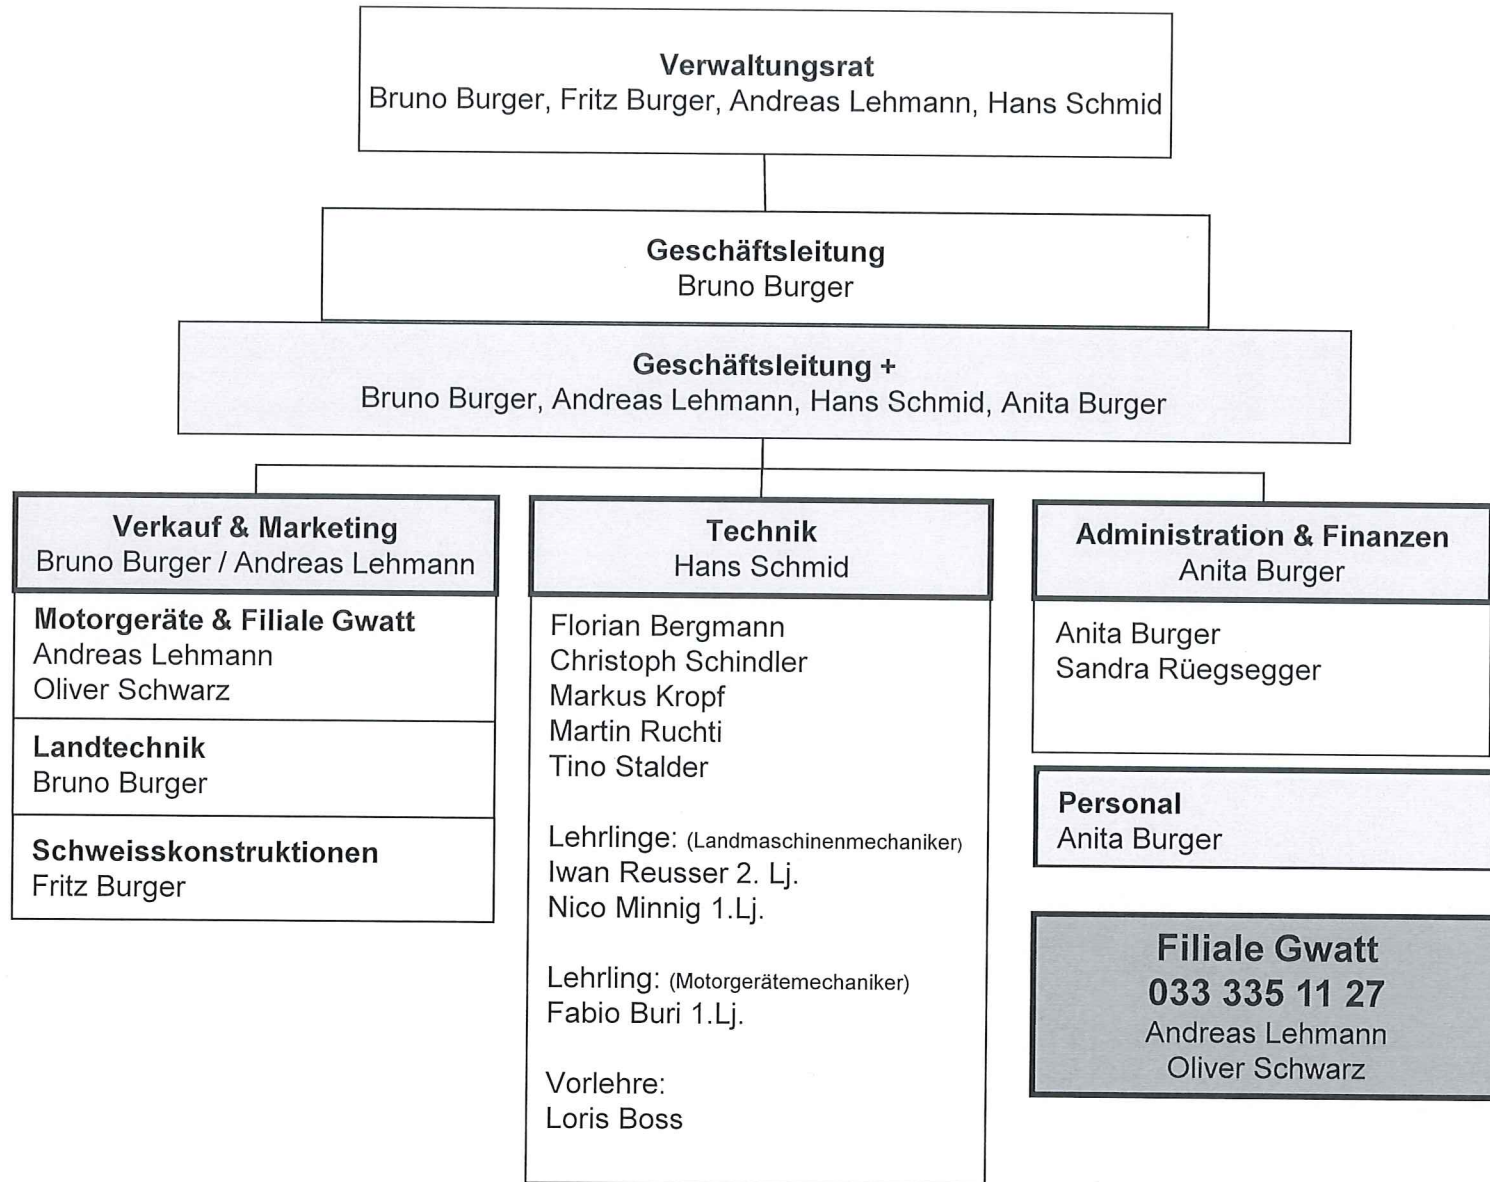 Verwaltungsrat
Bruno Burger, Fritz Burger, Andreas Lehmann, Hans Schmid
Geschäftsleitung
Bruno Burger
Geschäftsleitung +
Bruno Burger, Andreas Lehmann, Hans Schmid, Anita Burger
Verkauf & Marketing
Bruno Burger / Andreas Lehmann
Motorgeräte & Filiale Gwatt
Andreas Lehmann
Oliver Schwarz
Landtechnik
Bruno Burger
Schweisskonstruktionen
Fritz Burger
Technik
Hans Schmid
Florian Bergmann
Christoph Schindler
Markus Kropf
Martin Ruchti
Tino Stalder
Lehrlinge: (Landmaschinenmechaniker)
Iwan Reusser 2. Lj.
Nico Minnig 1.Lj.
Lehrling: (Motorgerätemechaniker)
Fabio Buri 1.Lj.
Vorlehre:
Loris Boss
Administration & Finanzen
Anita Burger
Anita Burger
Sandra Rüegsegger
Personal
Anita Burger
Filiale Gwatt
033 335 11 27
Andreas Lehmann
Oliver Schwarz